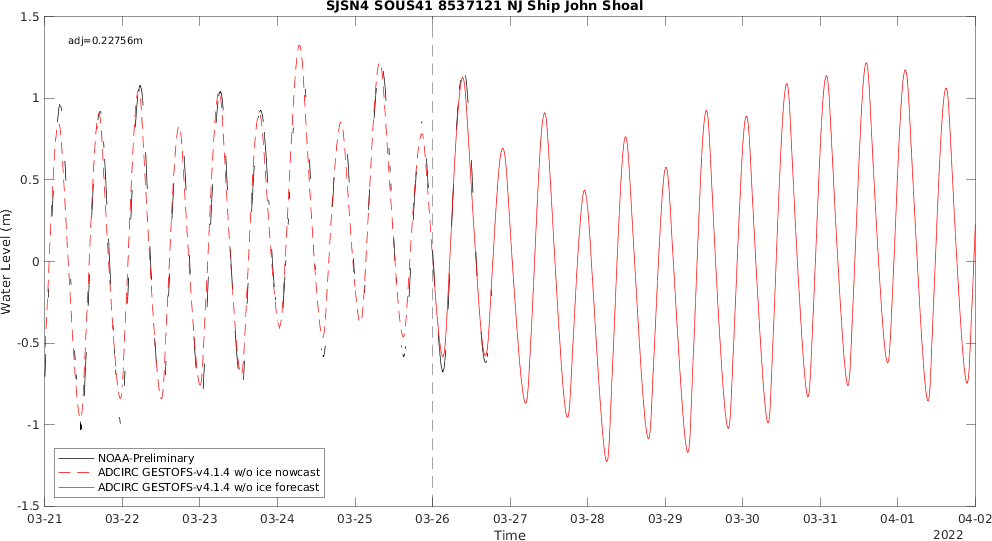 SJSN4 SOUS41 8537121 NJ Ship John Shoal
1.5
1
0.5
0
-0.5
-1
-1.5
Water Level (m)
adj=0.22756m
NOAA-Preliminary
ADCIRC GESTOFS-v4.1.4 w/o ice nowcast
ADCIRC GESTOFS-v4.1.4 w/o ice forecast
03-21 03-22 03-23 03-24 03-25 03-26 03-27 03-28 03-29 03-30 03-31 04-01 04-02
Time
2022